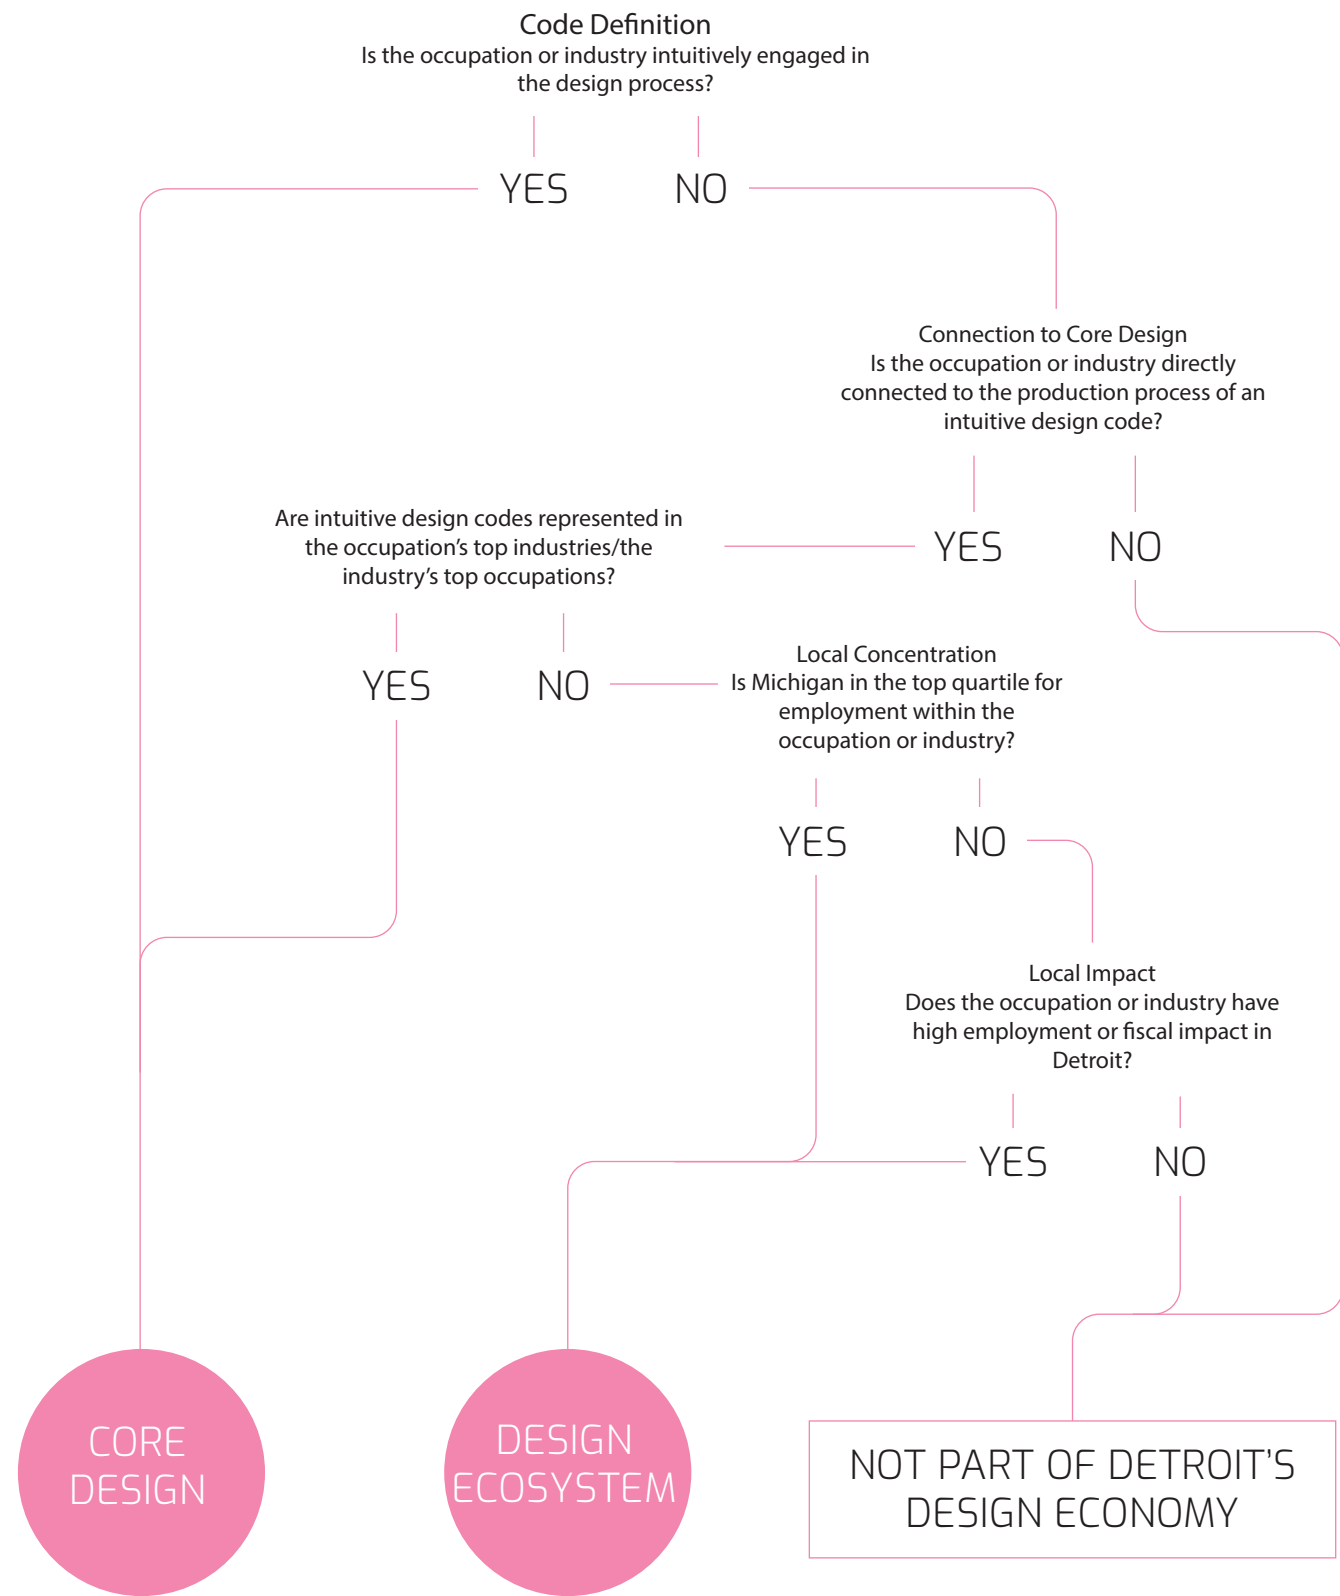 Code Definition
Is the occupation or industry intuitively engaged in
the design process?
YES
NO
Connection to Core Design
Is the occupation or industry directly
connected to the production process of an
intuitive design code?
YES
NO
Are intuitive design codes represented in
the occupation’s top industries/the
industry’s top occupations?
YES
NO
Local Concentration
Is Michigan in the top quartile for
employment within the
occupation or industry?
YES
NO
Local Impact
Does the occupation or industry have
high employment or fiscal impact in
Detroit?
YES
NO
CORE
DESIGN
DESIGN
ECOSYSTEM
NOT PART OF DETROIT’S
DESIGN ECONOMY